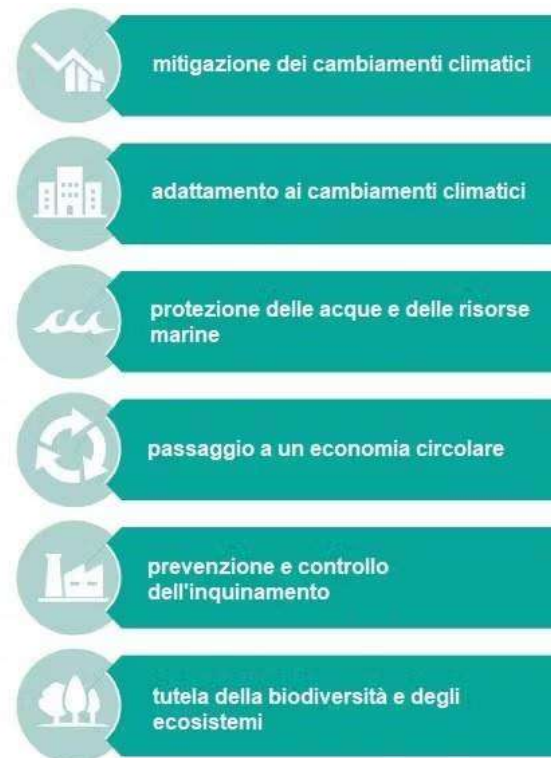 mitigazione dei cambiamenti climatici
adattamento ai cambiamenti climatici
protezione delle acque e delle risorse
marine
passaggio a un economia circolare
prevenzione e controllo
dell'inquinamento
tutela della biodiversità e degli
ecosistemi